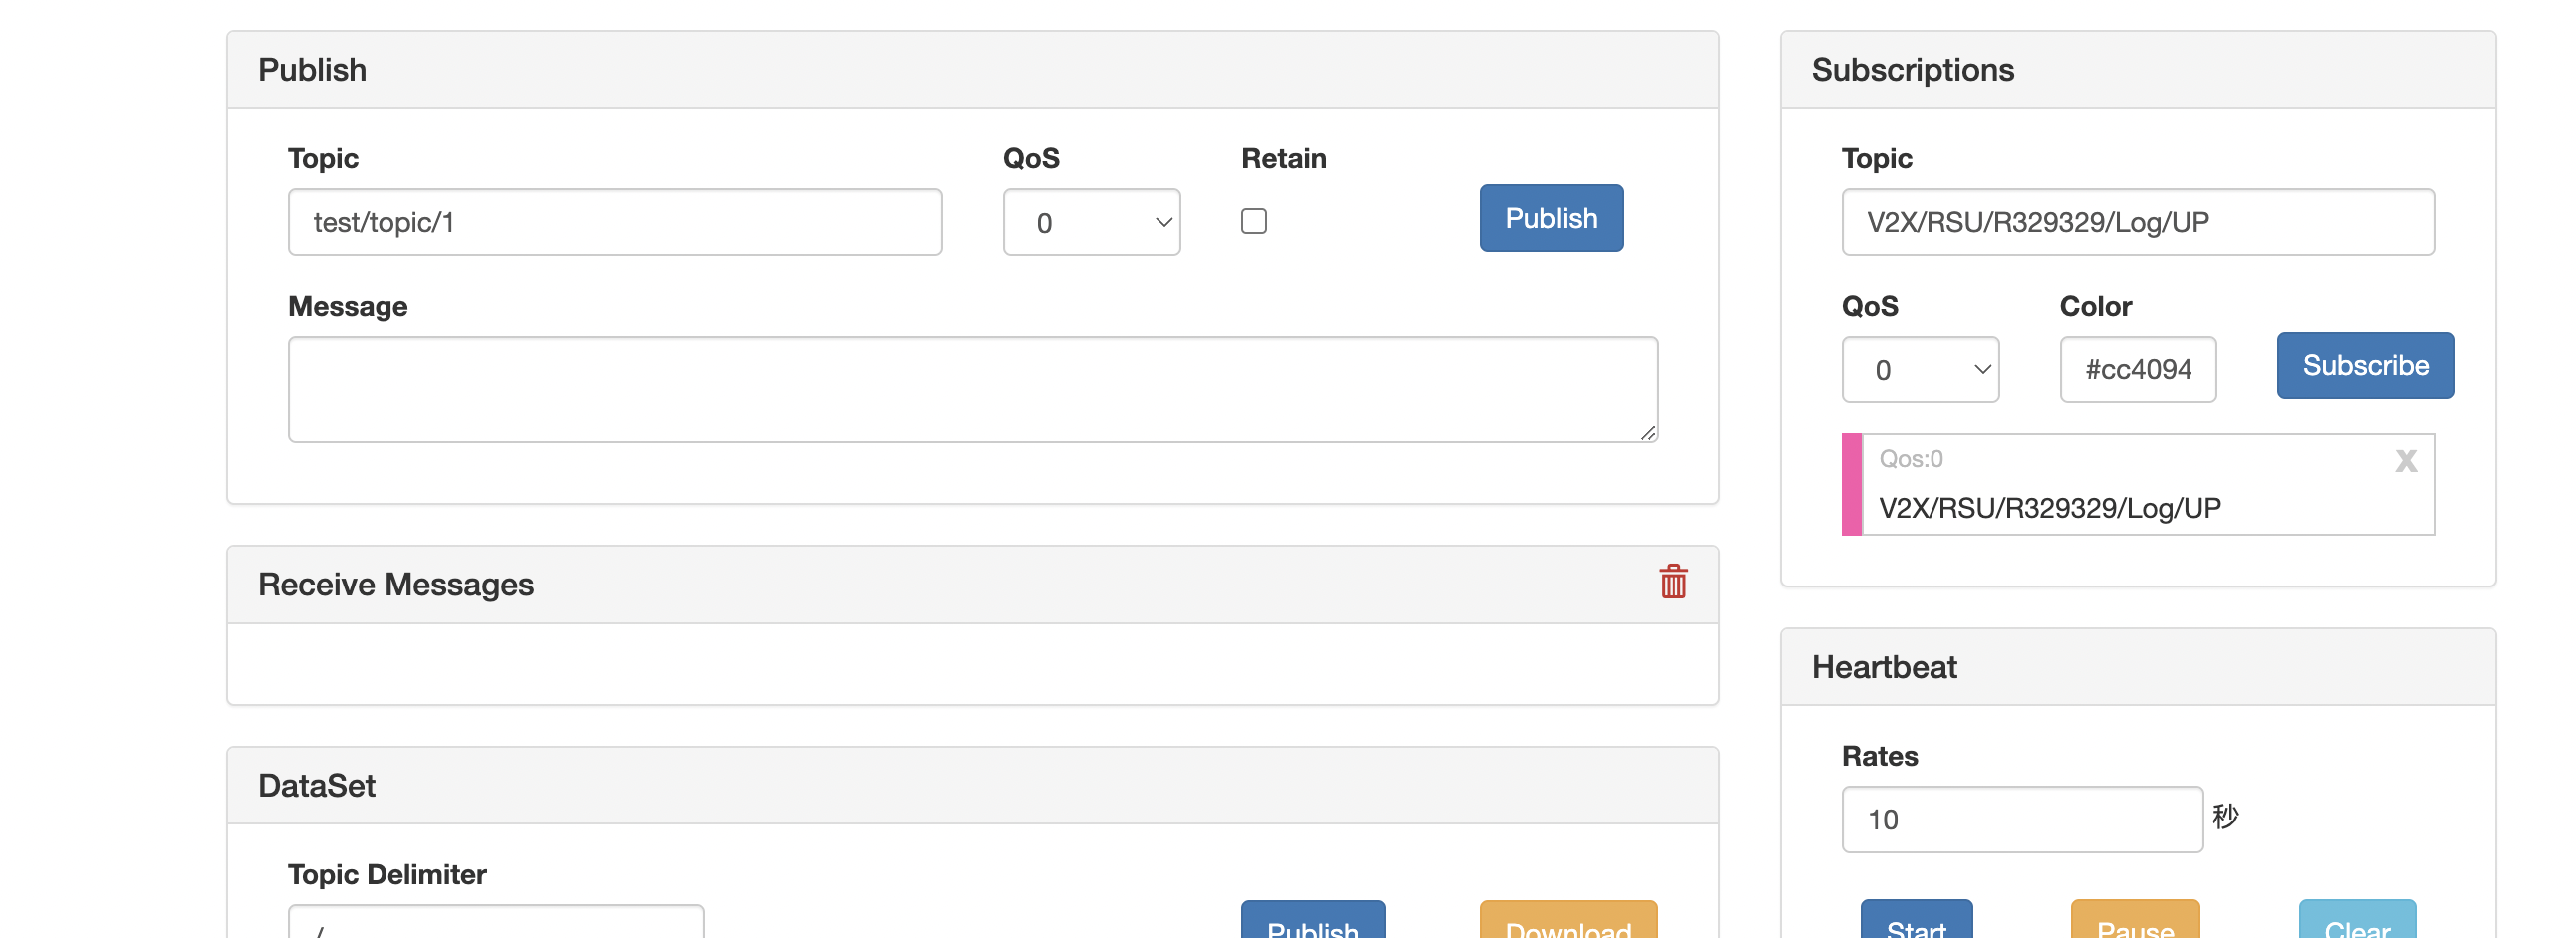 Publish
Topic
QoS
Retain
test/topic/1
0
Publish
Message
Receive Messages
DataSet
Topic Delimiter
/
Publish
Download
Subscriptions
Topic
V2X/RSU/R329329/Log/UP
QoS
Color
0
#cc4094
Subscribe
Qos:0
X
V2X/RSU/R329329/Log/UP
Heartbeat
Rates
10
秒
Start
Pause
Clear